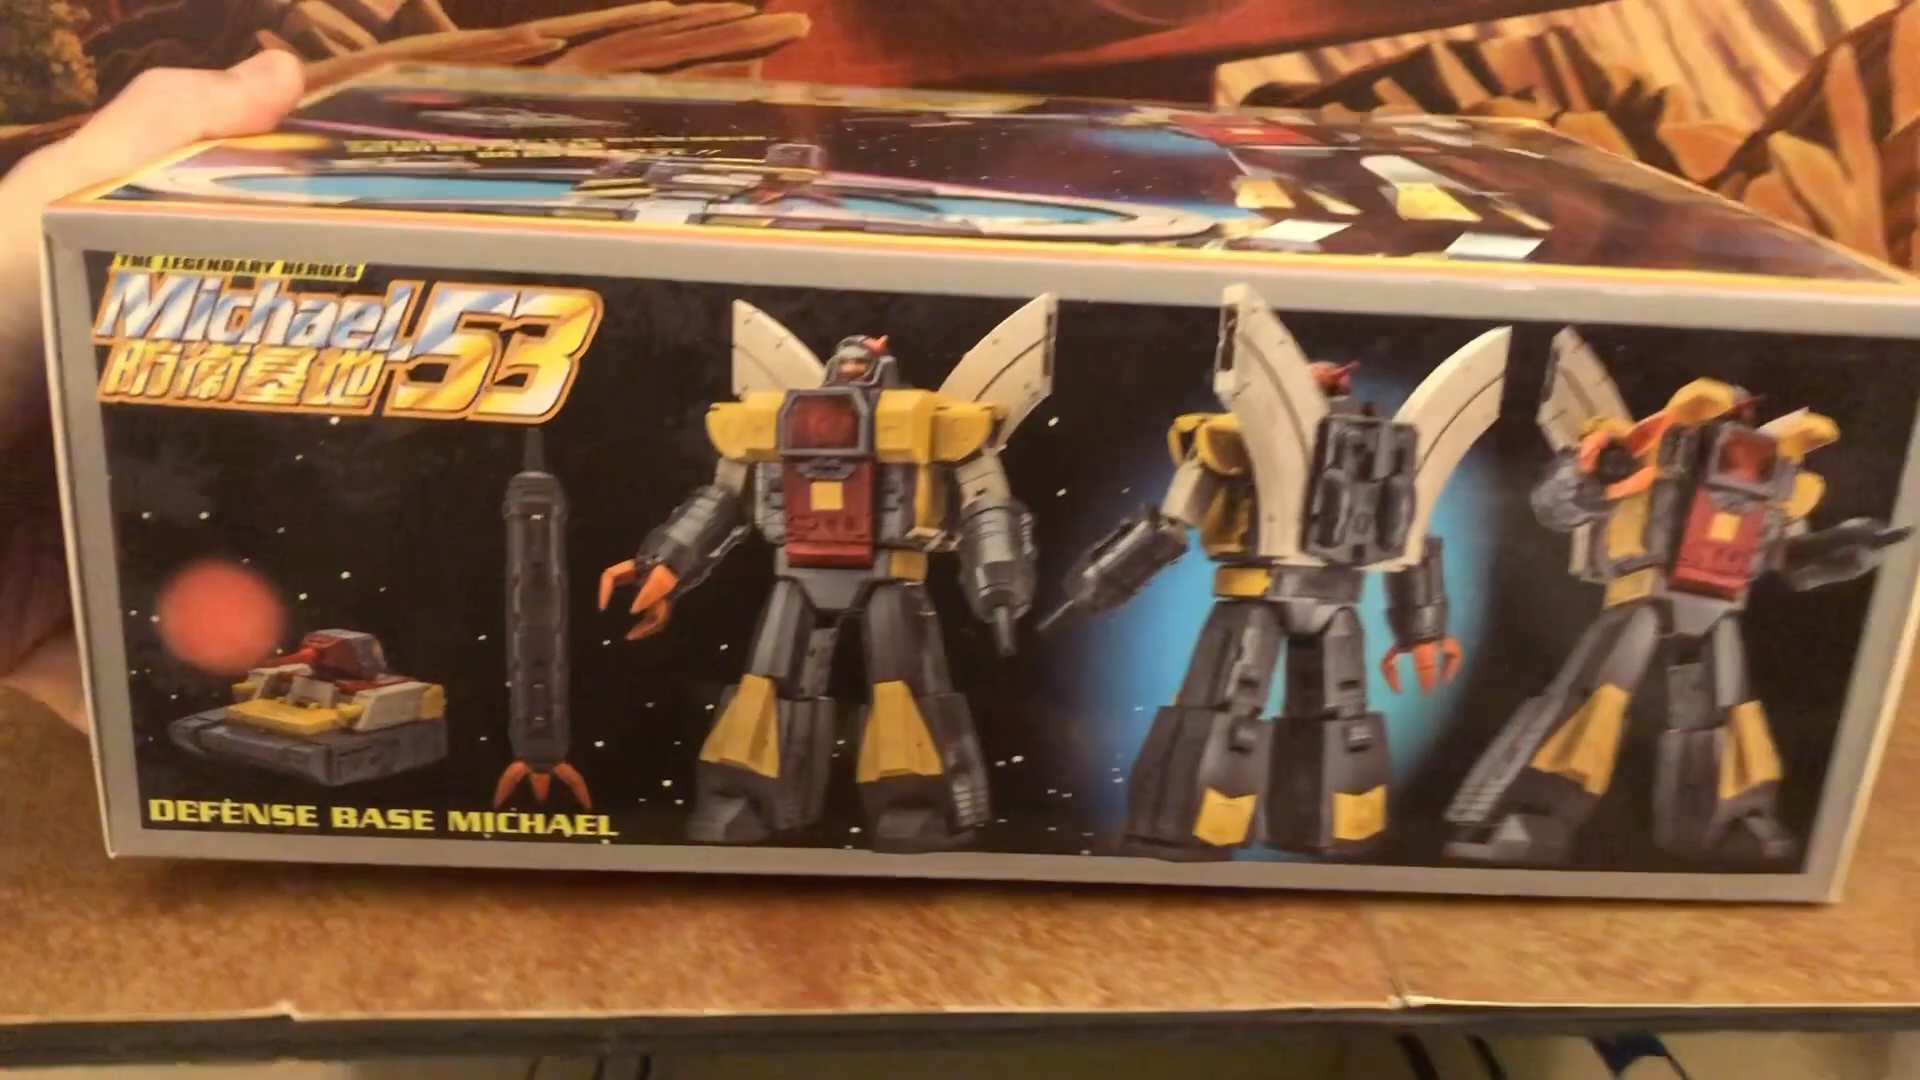 THE LEGENDARY HEROES
Michael 53
防衛基地
DEFENSE BASE MICHAEL